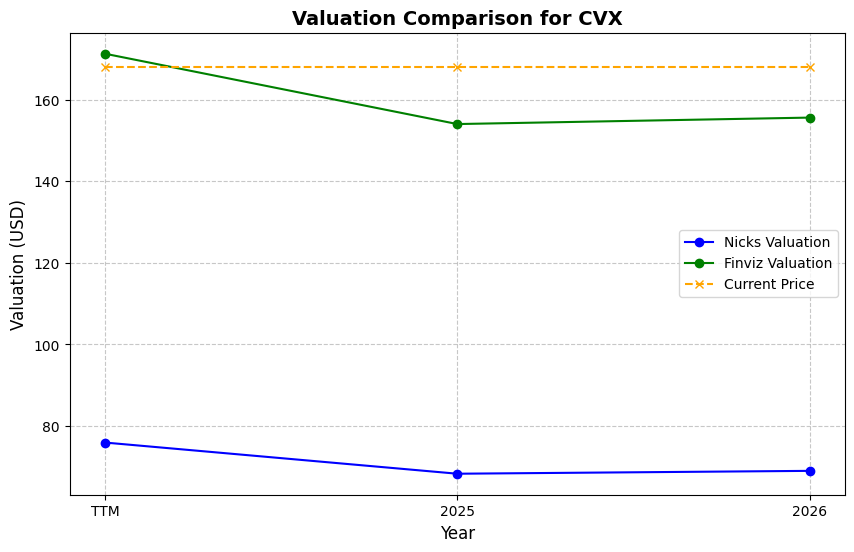 Valuation Comparison for CVX
Valuation (USD)
160
140
120
100
80
Nicks Valuation
Finviz Valuation
Current Price
TTM
2025
2026
Year